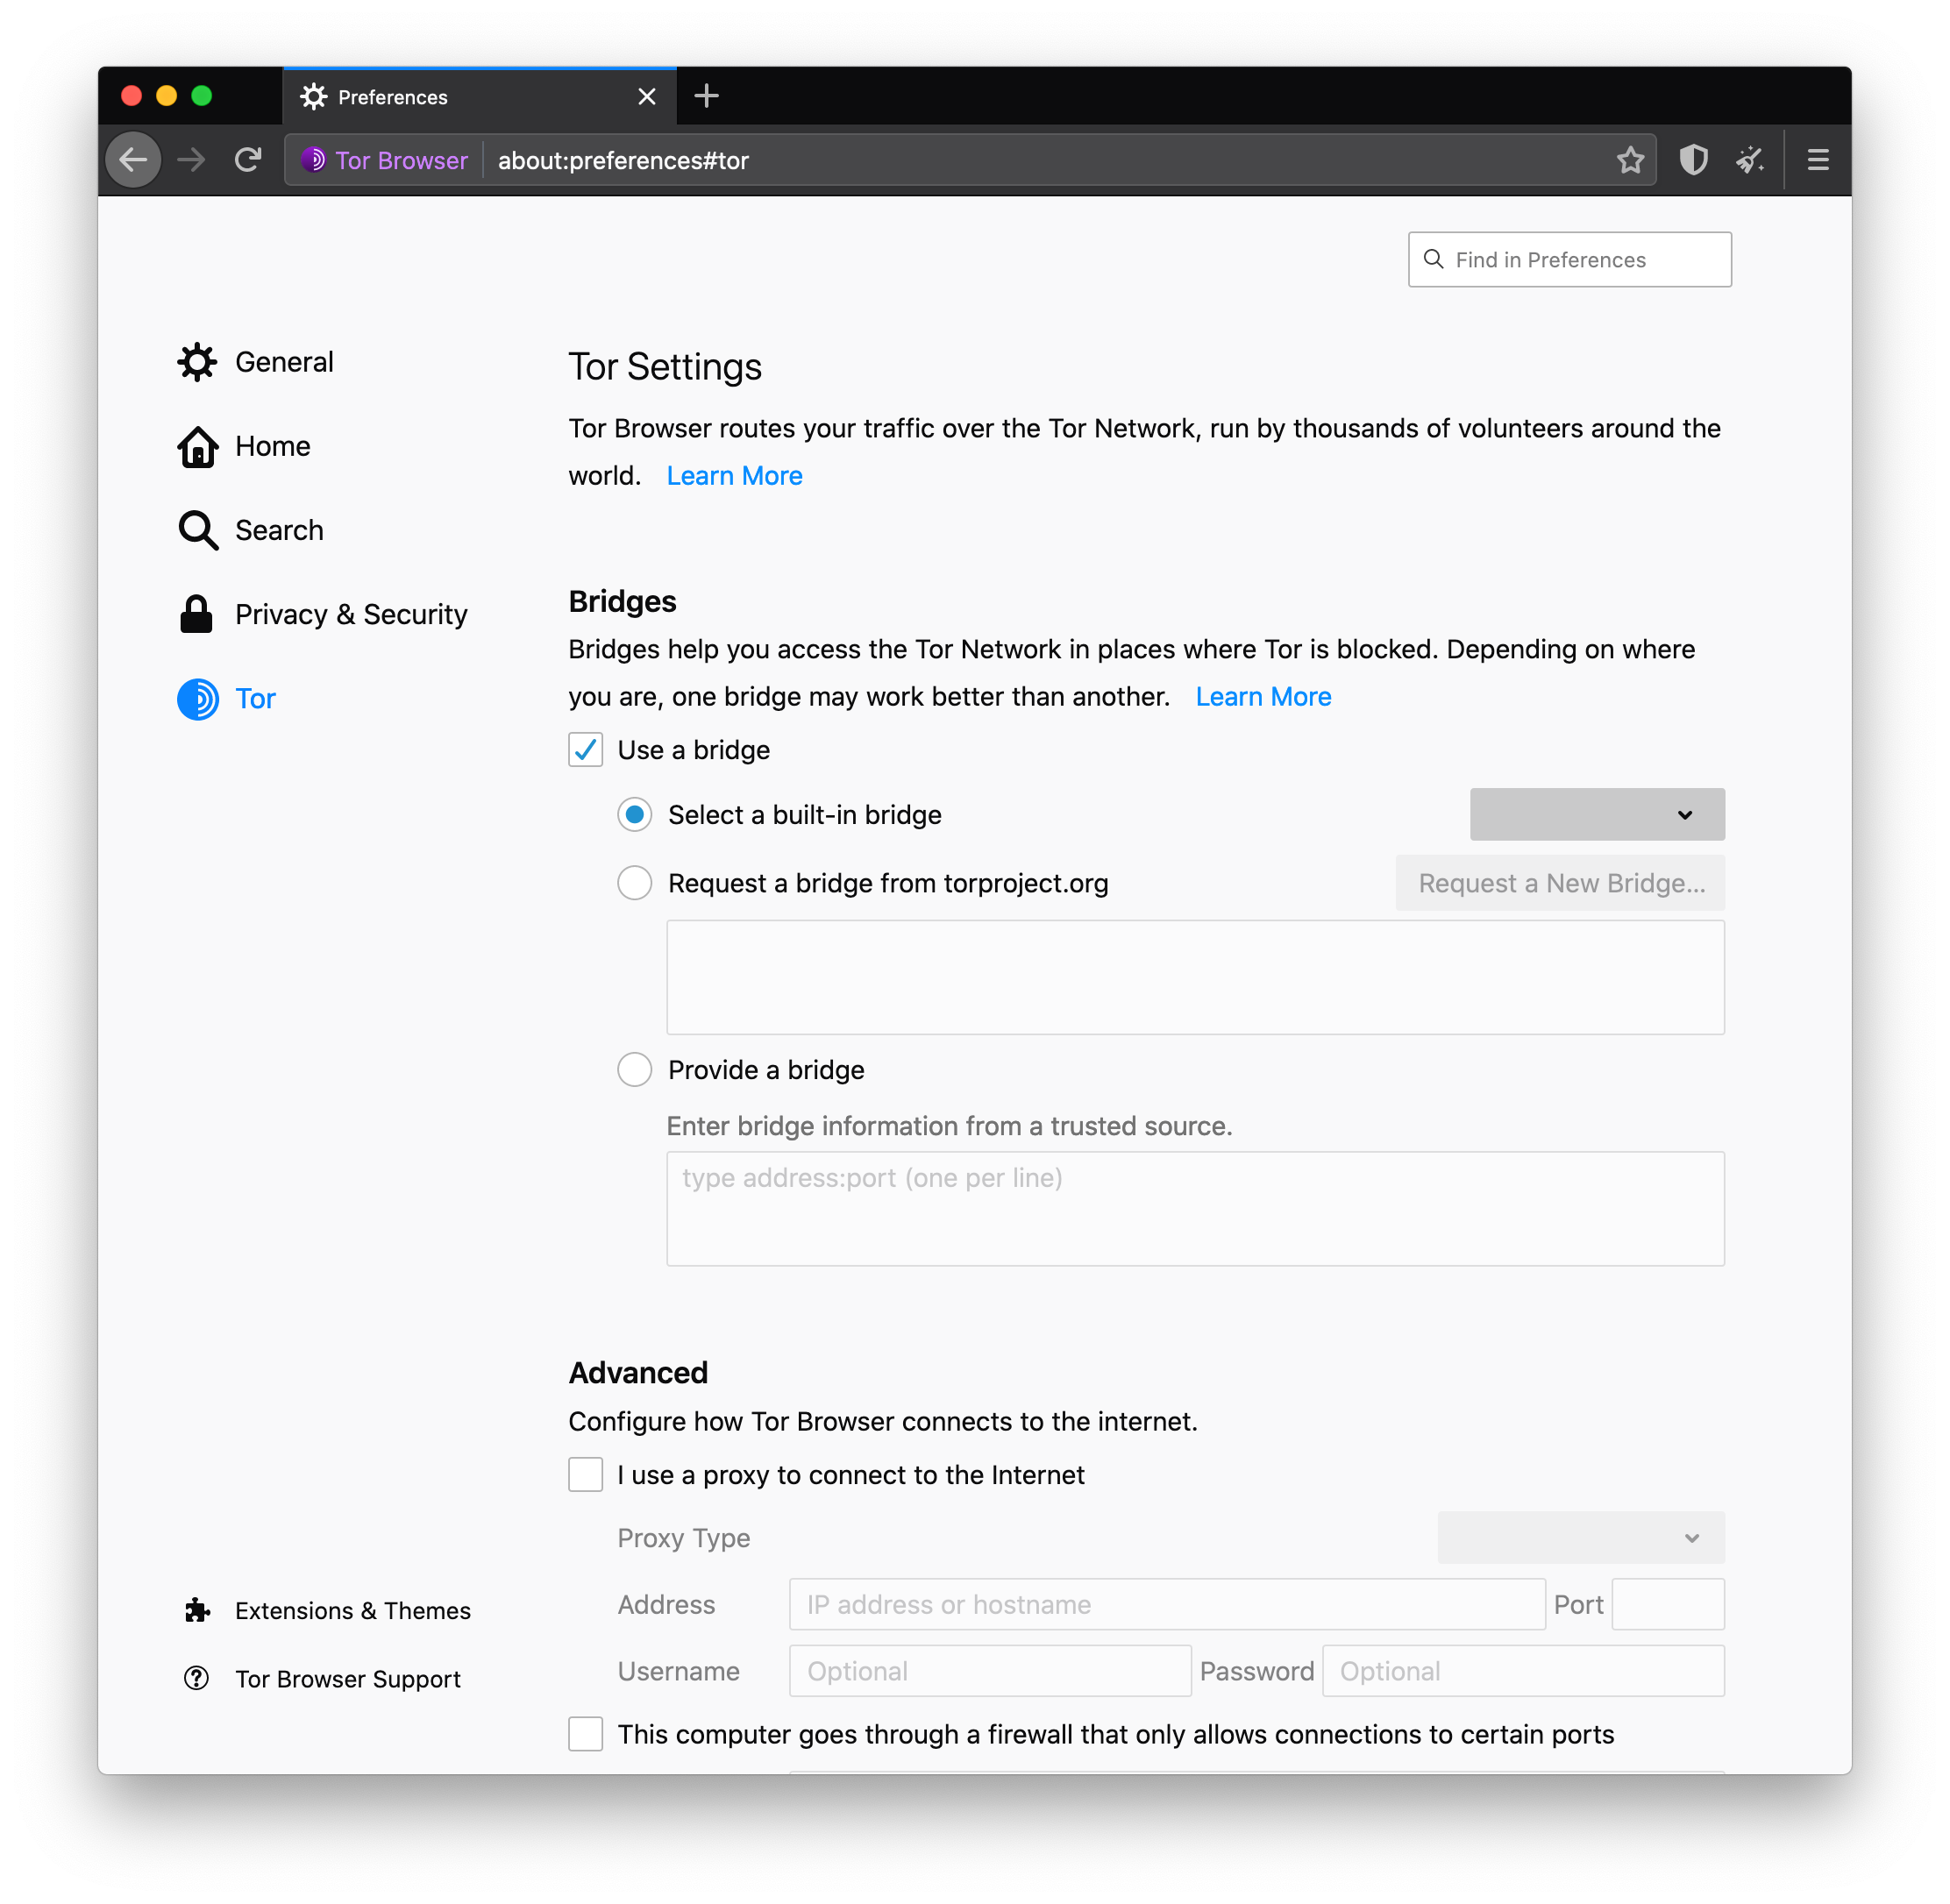 Preferences
Tor Browser about:preferences#tor
Find in Preferences
General
Home
Search
Privacy & Security
Tor
Extensions & Themes
Tor Browser Support
Tor Settings
Tor Browser routes your traffic over the Tor Network, run by thousands of volunteers around the
world. Learn More
Bridges
Bridges help you access the Tor Network in places where Tor is blocked. Depending on where
you are, one bridge may work better than another. Learn More
Use a bridge
Select a built-in bridge
Request a bridge from torproject.org Request a New Bridge...
Provide a bridge
Enter bridge information from a trusted source.
type address:port (one per line)
Advanced
Configure how Tor Browser connects to the internet.
I use a proxy to connect to the Internet
Proxy Type
Address IP address or hostname Port
Username Optional Password Optional
This computer goes through a firewall that only allows connections to certain ports